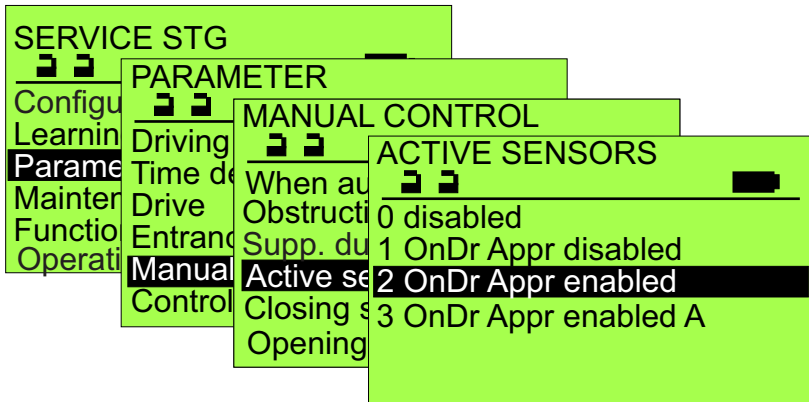 SERVICE STG
Configu
Learnin
Parame
Mainter
Functio
Operati
PARAMETER
Driving
Time de
Drive
Entranc
Manual
Control
MANUAL CONTROL
When au
Obstructi
Supp. du
Active se
Closing s
Opening
ACTIVE SENSORS
0 disabled
1 OnDr Appr disabled
2 OnDr Appr enabled
3 OnDr Appr enabled A